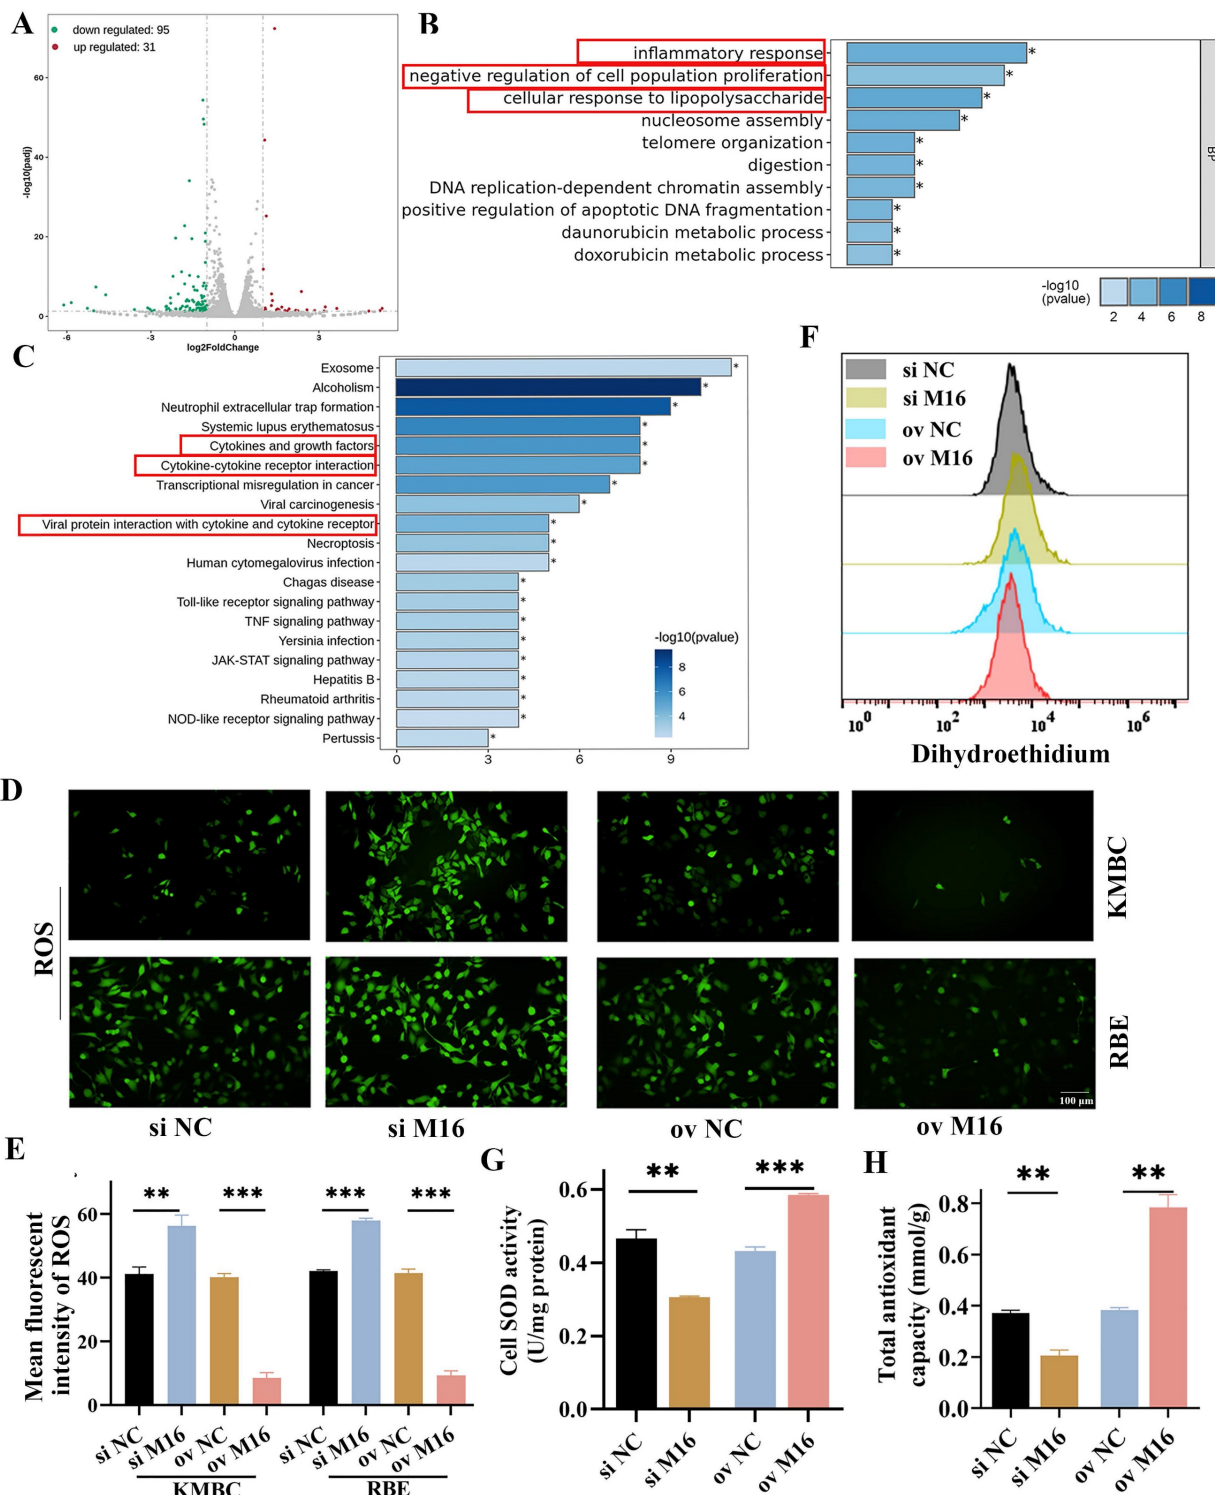 A
down regulated: 95
up regulated: 31
60
40
20
0
-log10(padj)
-6
-3
0
3
log2FoldChange
B
inflammatory response
*
negative regulation of cell population proliferation
*
cellular response to lipopolysaccharide
*
nucleosome assembly
*
telomere organization
*
digestion
*
DNA replication-dependent chromatin assembly
*
positive regulation of apoptotic DNA fragmentation
*
daunorubicin metabolic process
*
doxorubicin metabolic process
*
BP
-log10
(pvalue)
2
4
6
8
C
Exosome
*
Alcoholism
*
Neutrophil extracellular trap formation
*
Systemic lupus erythematosus
*
Cytokines and growth factors
*
Cytokine-cytokine receptor interaction
*
Transcriptional misregulation in cancer
*
Viral carcinogenesis
*
Viral protein interaction with cytokine and cytokine receptor
*
Necroptosis
*
Human cytomegalovirus infection
*
Chagas disease
*
Toll-like receptor signaling pathway
*
TNF signaling pathway
*
Yersinia infection
*
JAK-STAT signaling pathway
*
Hepatitis B
*
Rheumatoid arthritis
*
NOD-like receptor signaling pathway
*
Pertussis
*
0
3
6
9
-log10(pvalue)
8
6
4
F
si NC
si M16
ov NC
ov M16
10^0
10^2
10^4
10^6
Dihydroethidium
D
ROS
KMBC
RBE
100 μm
si NC
si M16
ov NC
ov M16
E
Mean fluorescent
intensity of ROS
60
40
20
0
**
***
***
***
si NC
si M16
ov NC
ov M16
si NC
si M16
ov NC
ov M16
KMBC
RBE
G
Cell SOD activity
(U/mg protein)
0.6
0.4
0.2
0.0
**
***
si NC
si M16
ov NC
ov M16
H
Total antioxidant
capacity (mmol/g)
0.8
0.6
0.4
0.2
0.0
**
**
si NC
si M16
ov NC
ov M16